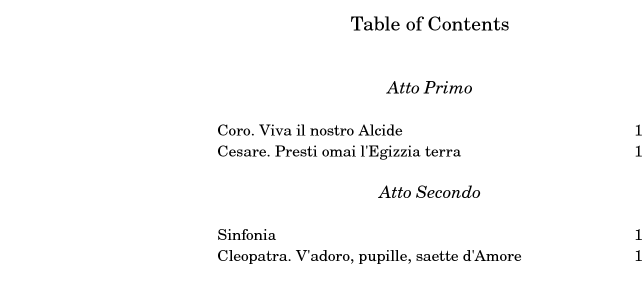 Table of Contents
Atto Primo
Coro. Viva il nostro Alcide 1
Cesare. Presti omai l'Egizzia terra 1
Atto Secondo
Sinfonia 1
Cleopatra. V'adoro, pupille, saette d'Amore 1